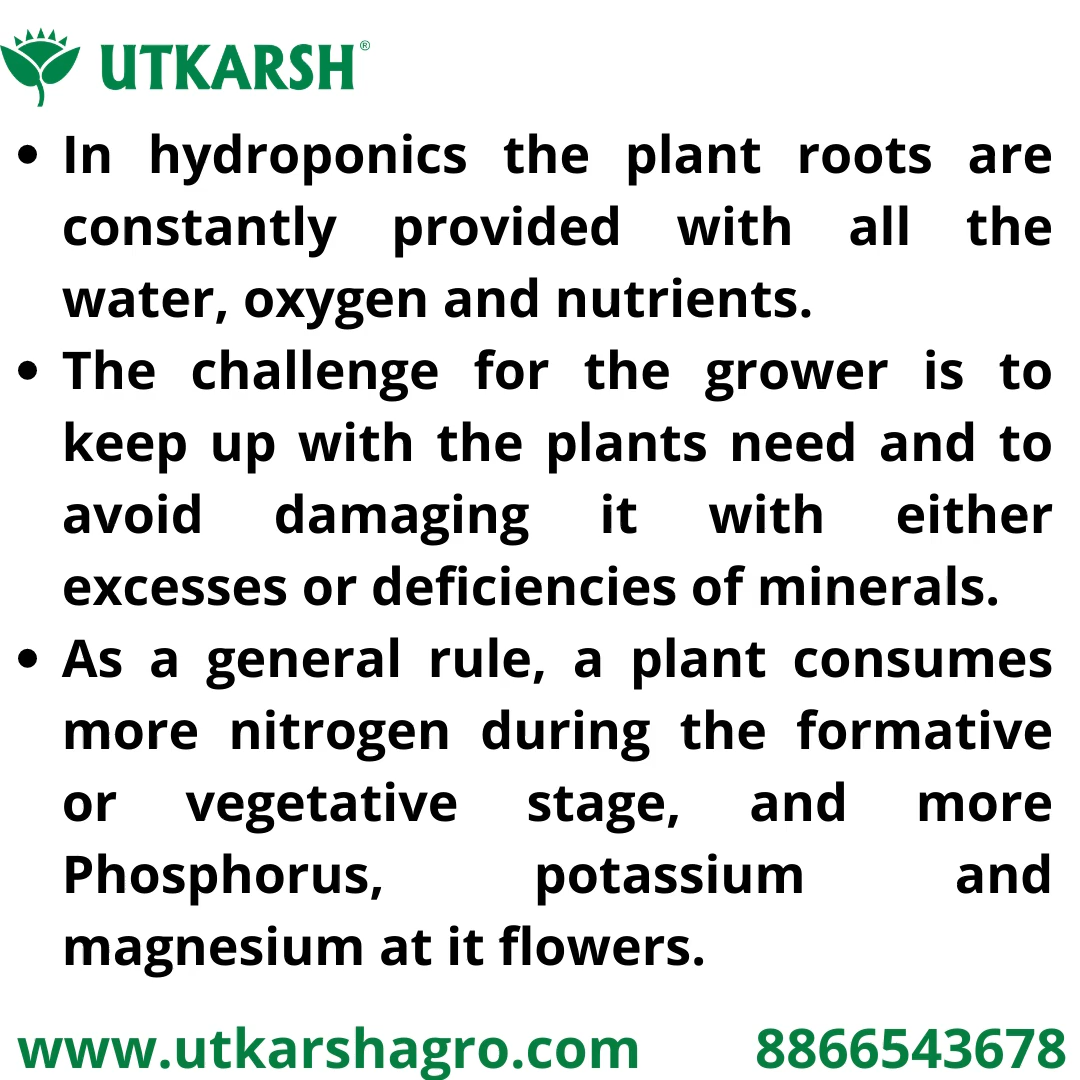 UTKARSH®
• In hydroponics the plant roots are
constantly provided with all the
water, oxygen and nutrients.
• The challenge for the grower is to
keep up with the plants need and to
avoid damaging it with either
excesses or deficiencies of minerals.
• As a general rule, a plant consumes
more nitrogen during the formative
or vegetative stage, and more
Phosphorus, potassium and
magnesium at it flowers.
www.utkarshagro.com 8866543678